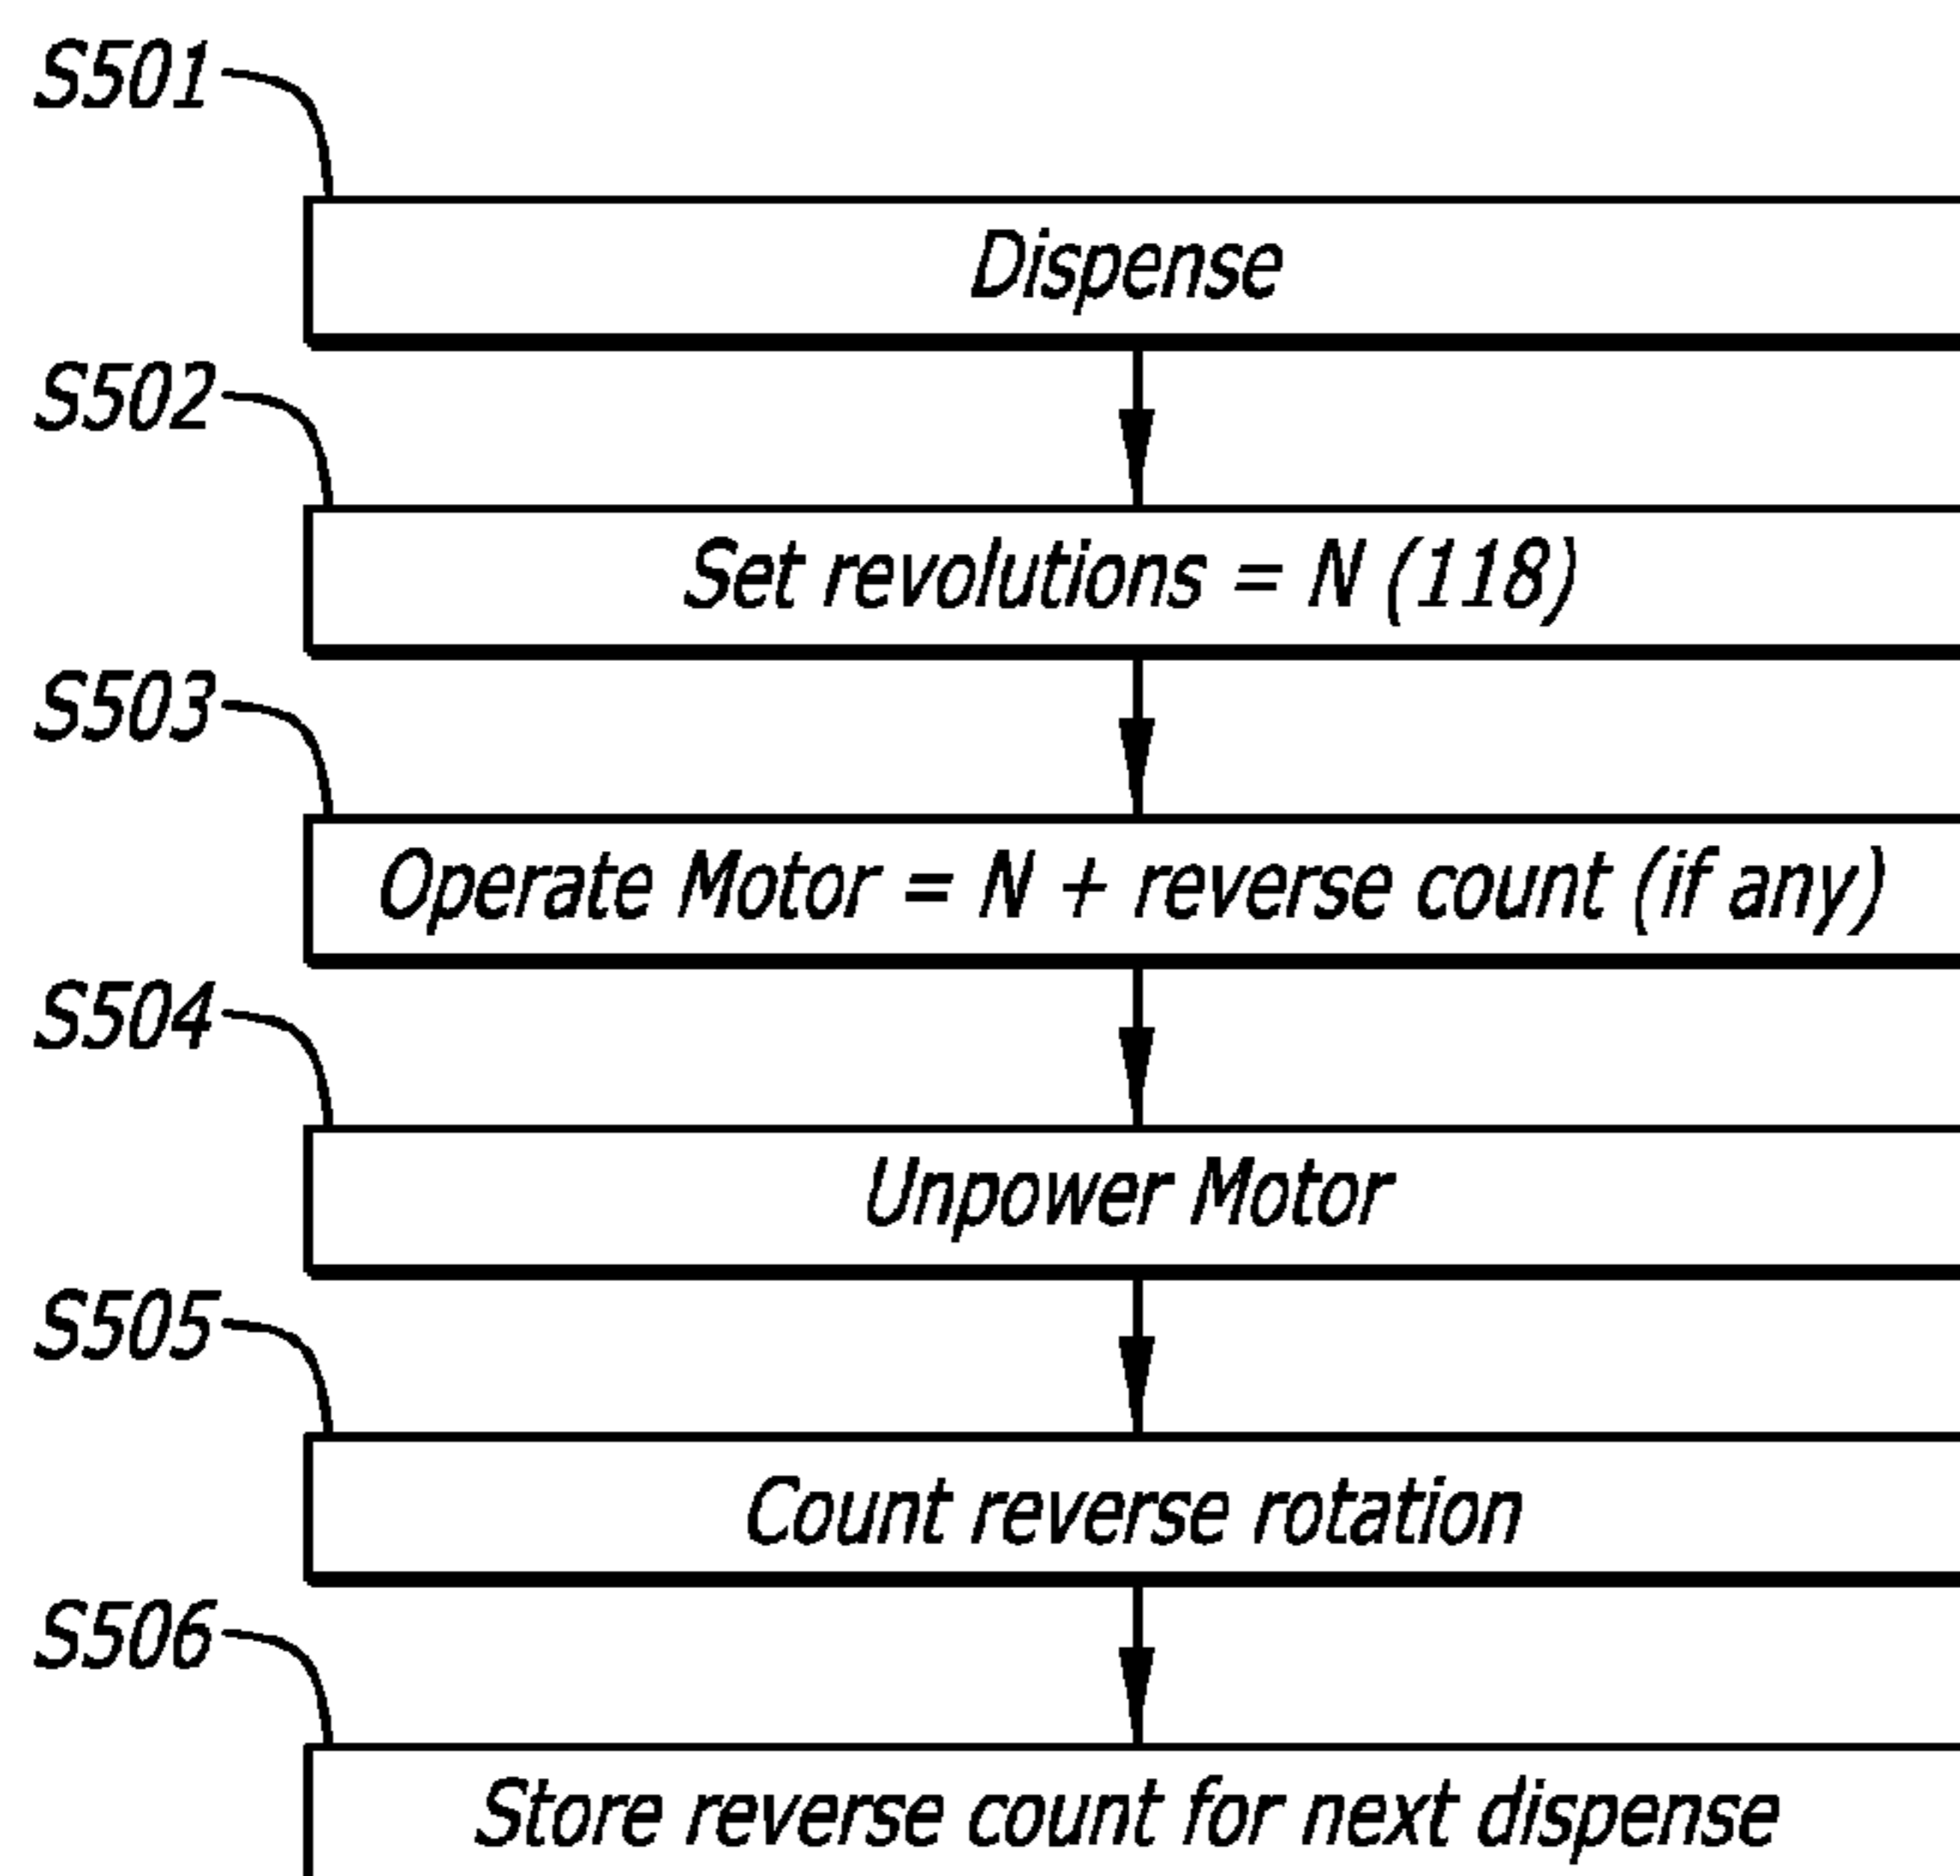 S501
Dispense
S502
Set revolutions = N (118)
S503
Operate Motor = N + reverse count (if any)
S504
Unpower Motor
S505
Count reverse rotation
S506
Store reverse count for next dispense